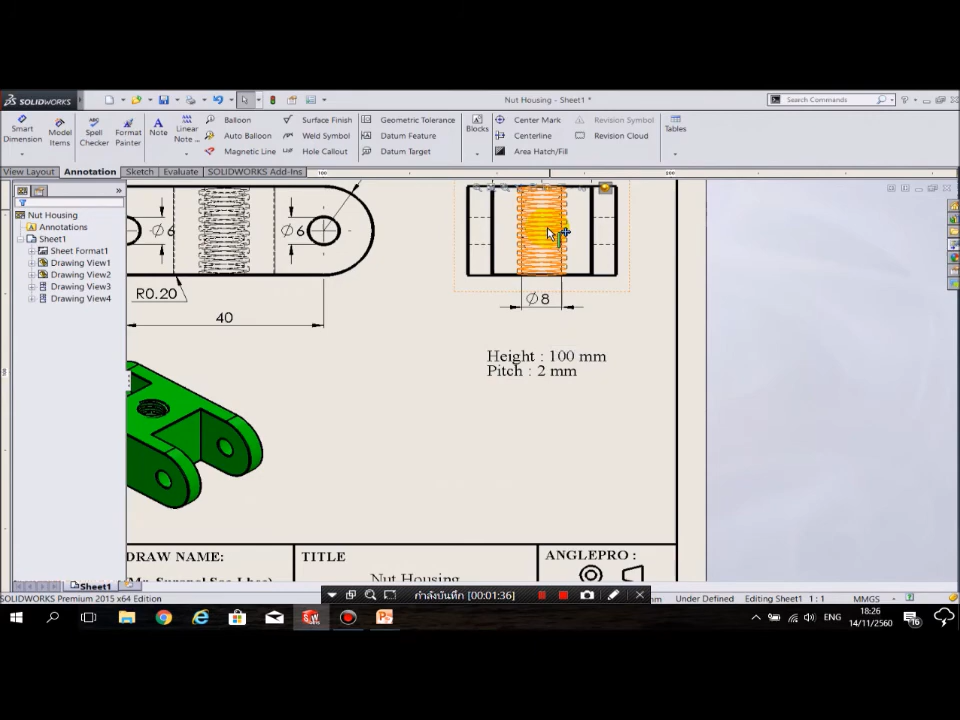 SOLIDWORKS
Nut Housing - Sheet1 *
Search Commands
Smart Dimension
Model Items
Spell Checker
Format Painter
Note
Linear Note ...
Balloon
Auto Balloon
Magnetic Line
Surface Finish
Weld Symbol
Hole Callout
Geometric Tolerance
Datum Feature
Datum Target
Blocks
Center Mark
Centerline
Area Hatch/Fill
Revision Symbol
Revision Cloud
Tables
View Layout
Annotation
Sketch
Evaluate
SOLIDWORKS Add-Ins
100
200
Nut Housing
Annotations
Sheet1
Sheet Format1
Drawing View1
Drawing View2
Drawing View3
Drawing View4
∅6
∅6
R0.20
40
∅8
Height : 100 mm
Pitch : 2 mm
DRAW NAME:
TITLE
ANGLEPRO :
Nut Housing
Sheet1
SOLIDWORKS Premium 2015 x64 Edition
กำลังบันทึก [00:01:36]
Under Defined
Editing Sheet1
1 : 1
MMGS
ENG
18:26
14/11/2560
16